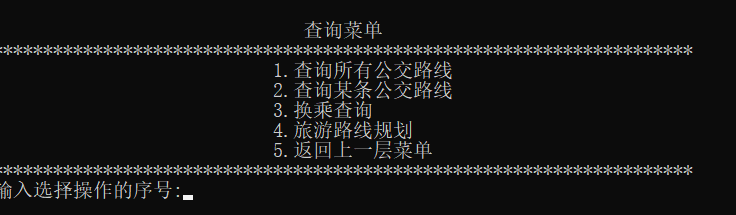 查询菜单
**********************************************************************
1.查询所有公交路线
2.查询某条公交路线
3.换乘查询
4.旅游路线规划
5.返回上一层菜单
**********************************************************************
输入选择操作的序号: